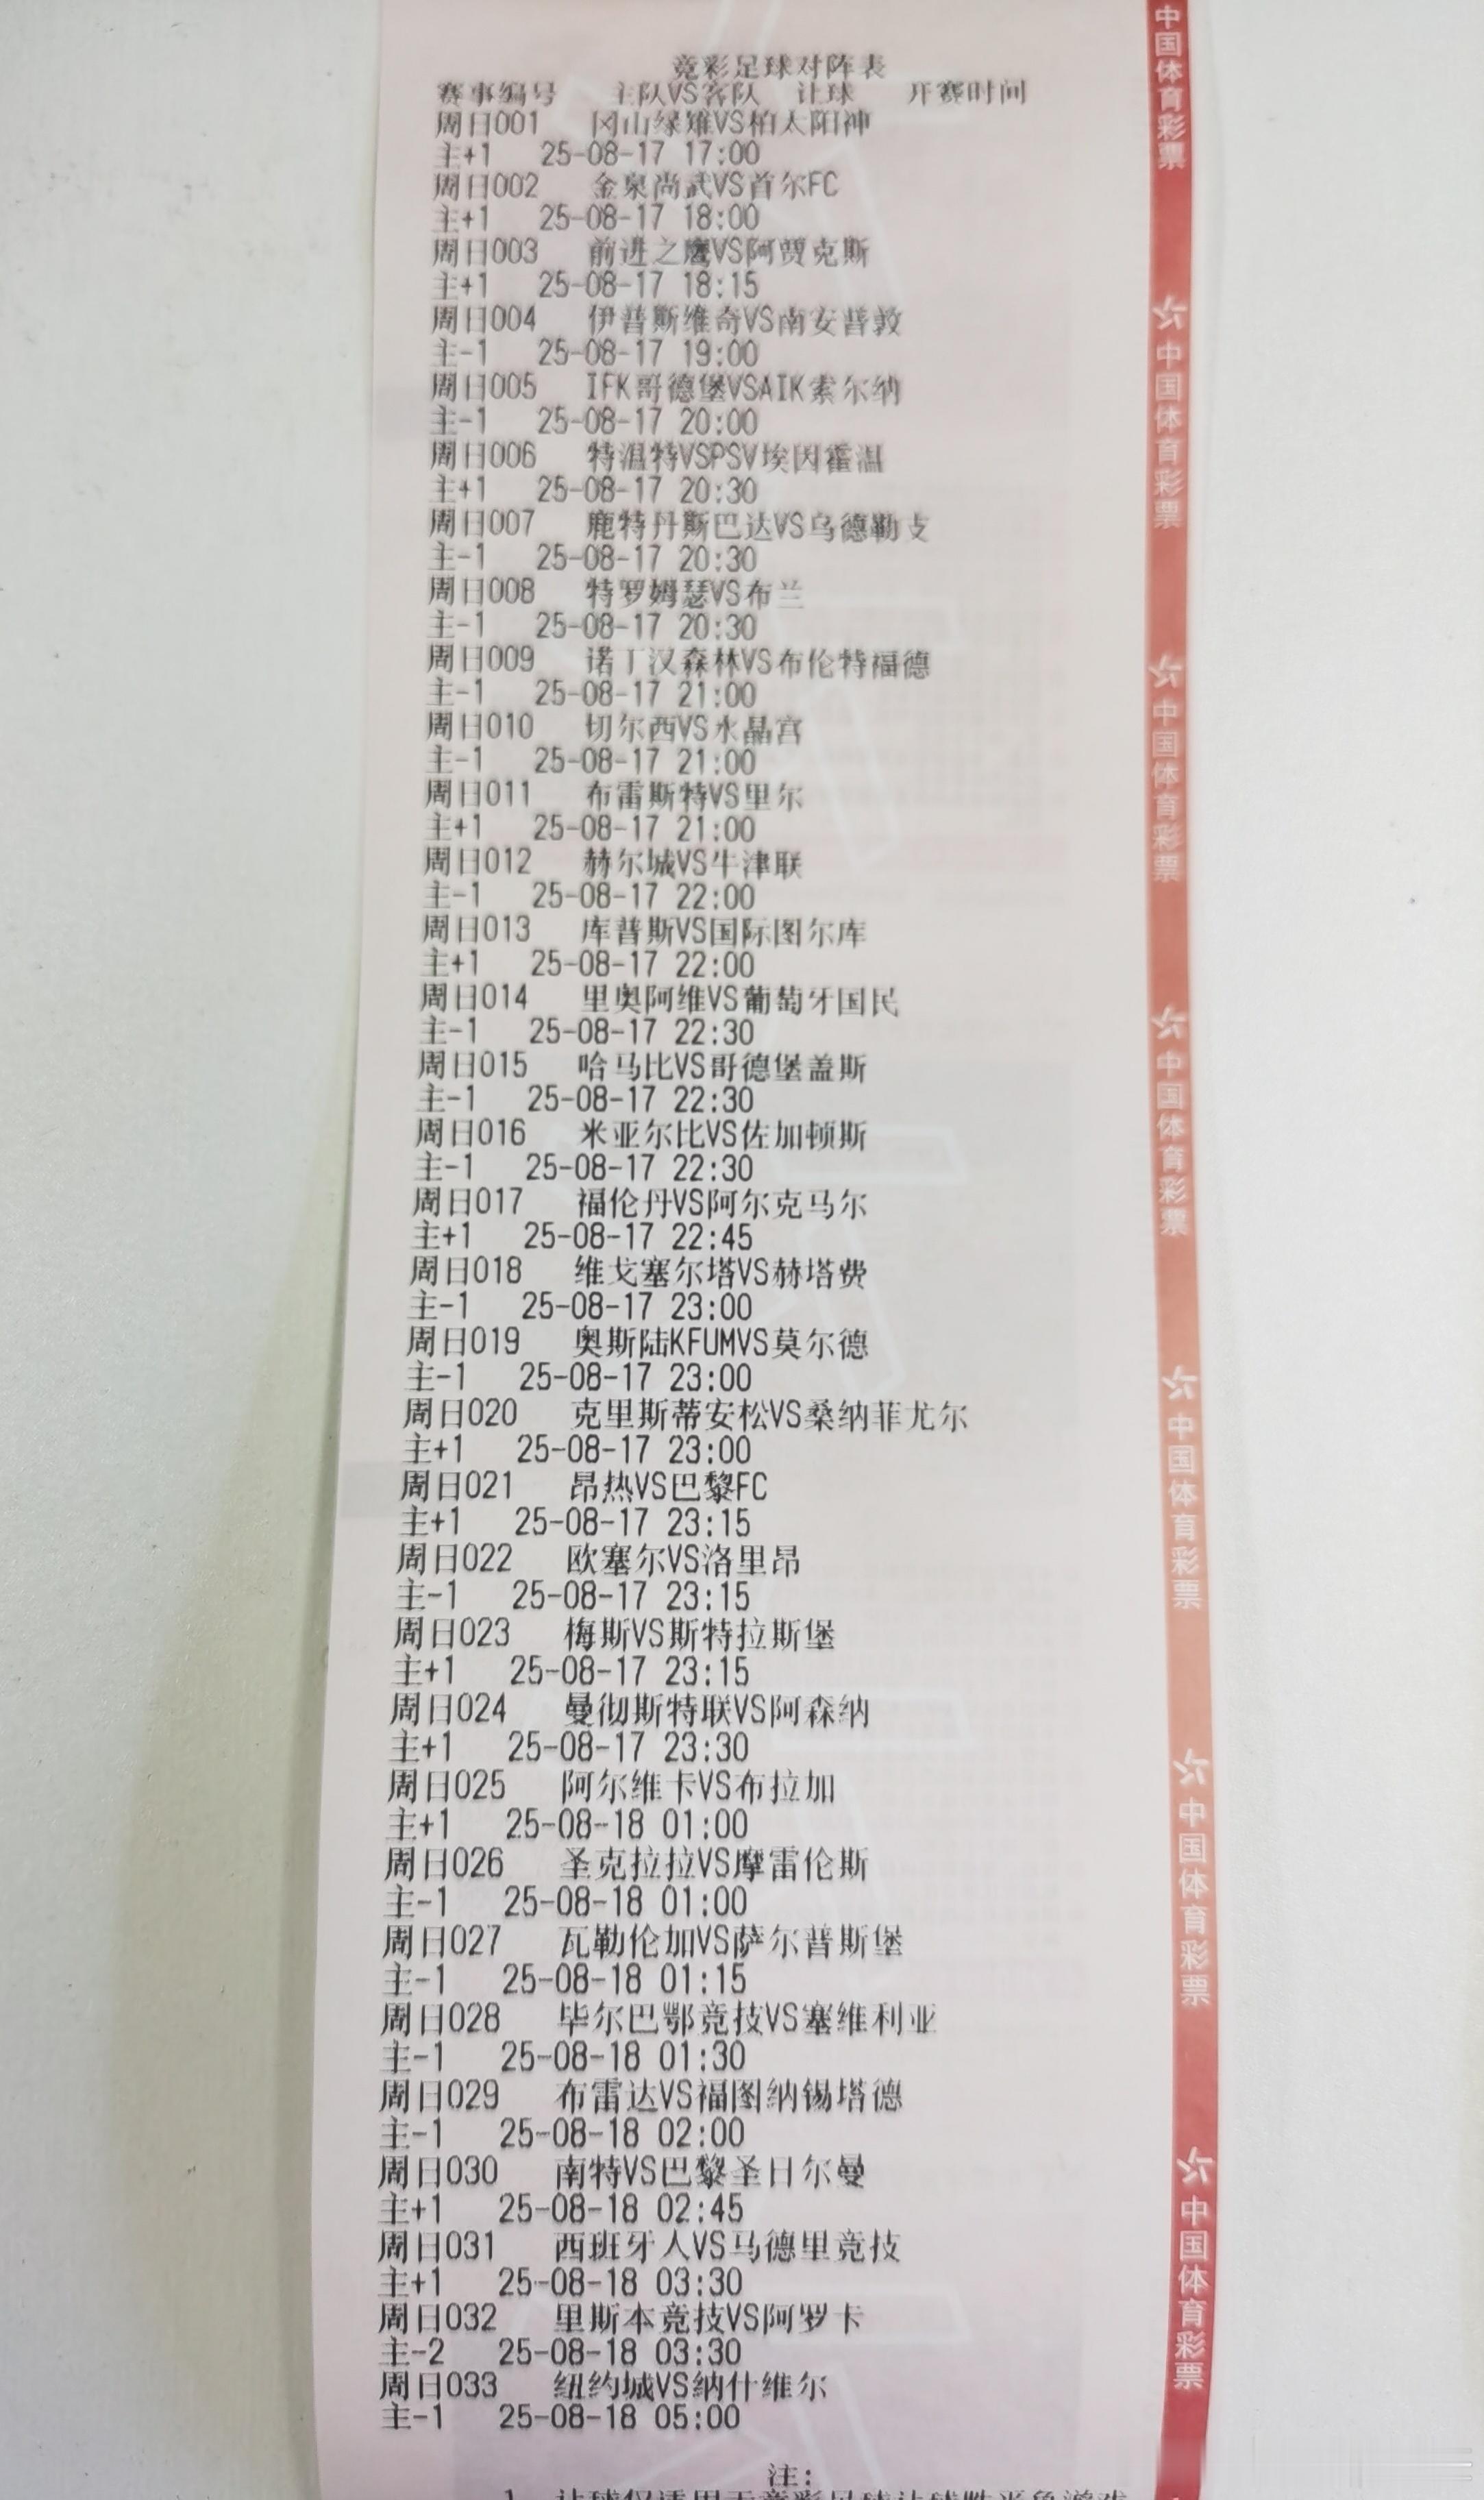 竞彩足球对阵表
赛事编号 主队VS客队 让球 开赛时间
周日001 冈山绿雉VS柏太阳神
主+1 25-08-17 17:00
周日002 金泉尚武VS首尔FC
主+1 25-08-17 18:00
周日003 前进之鹰VS阿贾克斯
主+1 25-08-17 18:15
周日004 伊普斯维奇VS南安普敦
主-1 25-08-17 19:00
周日005 IFK哥德堡VSAIK索尔纳
主-1 25-08-17 20:00
周日006 特温特VSPSV埃因霍温
主+1 25-08-17 20:30
周日007 鹿特丹斯巴达VS乌德勒支
主-1 25-08-17 20:30
周日008 特罗姆瑟VS布兰
主-1 25-08-17 20:30
周日009 诺丁汉森林VS布伦特福德
主-1 25-08-17 21:00
周日010 切尔西VS水晶宫
主-1 25-08-17 21:00
周日011 布雷斯特VS里尔
主+1 25-08-17 21:00
周日012 赫尔城VS牛津联
主-1 25-08-17 22:00
周日013 库普斯VS国际图尔库
主+1 25-08-17 22:00
周日014 里奥阿维VS葡萄牙国民
主-1 25-08-17 22:30
周日015 哈马比VS哥德堡盖斯
主-1 25-08-17 22:30
周日016 米亚尔比VS佐加顿斯
主-1 25-08-17 22:30
周日017 福伦丹VS阿尔克马尔
主+1 25-08-17 22:45
周日018 维戈塞尔塔VS赫塔费
主-1 25-08-17 23:00
周日019 奥斯陆KFUMVS莫尔德
主-1 25-08-17 23:00
周日020 克里斯蒂安松VS桑纳菲尤尔
主+1 25-08-17 23:00
周日021 昂热VS巴黎FC
主+1 25-08-17 23:15
周日022 欧塞尔VS洛里昂
主-1 25-08-17 23:15
周日023 梅斯VS斯特拉斯堡
主+1 25-08-17 23:15
周日024 曼彻斯特联VS阿森纳
主+1 25-08-17 23:30
周日025 阿尔维卡VS布拉加
主+1 25-08-18 01:00
周日026 圣克拉拉VS摩雷伦斯
主-1 25-08-18 01:00
周日027 瓦勒伦加VS萨尔普斯堡
主-1 25-08-18 01:15
周日028 毕尔巴鄂竞技VS塞维利亚
主-1 25-08-18 01:30
周日029 布雷达VS福图纳锡塔德
主-1 25-08-18 02:00
周日030 南特VS巴黎圣日尔曼
主+1 25-08-18 02:45
周日031 西班牙人VS马德里竞技
主+1 25-08-18 03:30
周日032 里斯本竞技VS阿罗卡
主-2 25-08-18 03:30
周日033 纽约城VS纳什维尔
主-1 25-08-18 05:00
注:
中国体育彩票
中国体育彩票
中国体育彩票
中国体育彩票
中国体育彩票
中国体育彩票
中国体育彩票